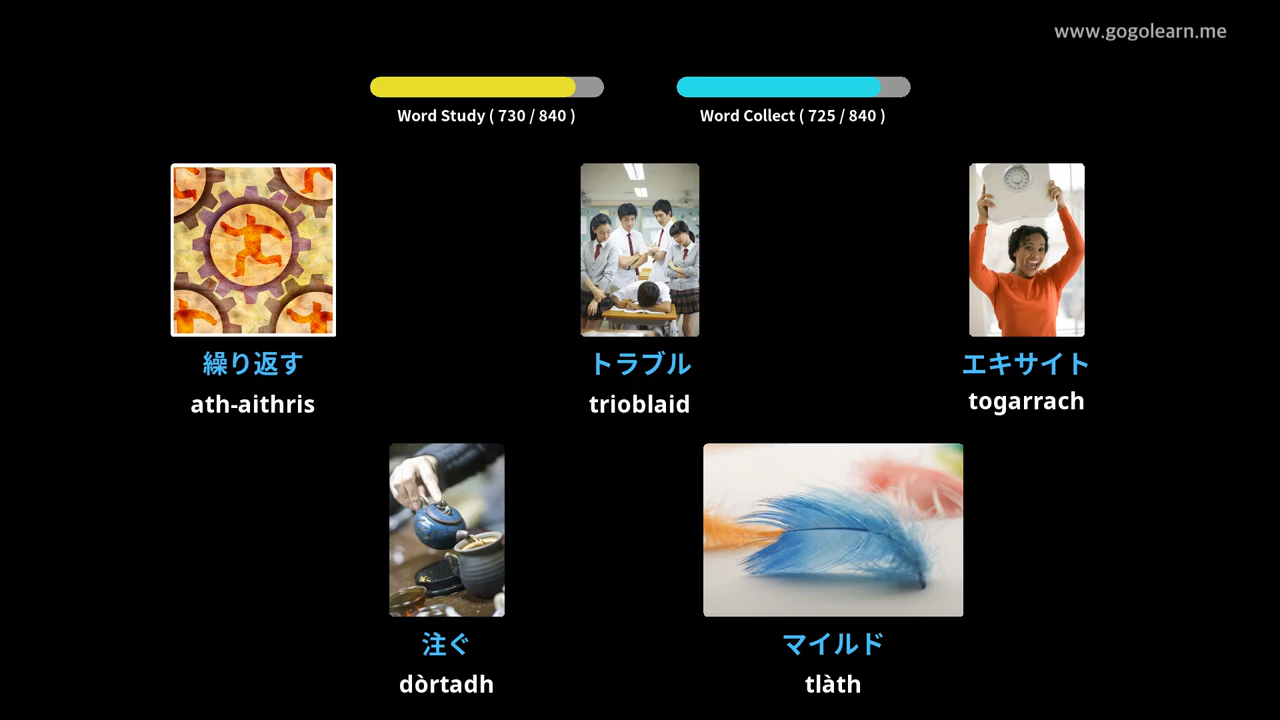 www.gogolearn.me
Word Study ( 730 / 840 )
Word Collect ( 725 / 840 )
繰り返す
ath-aithris
トラブル
trioblaid
エキサイト
togarrach
注ぐ
dòrtadh
マイルド
tlàth